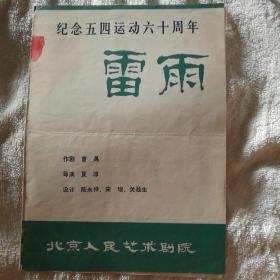 纪念五四运动六十周年
雷雨
作剧 曹禺
导演 夏淳
设计 陈永祥、宋垠、关哉生
北京人民艺术剧院